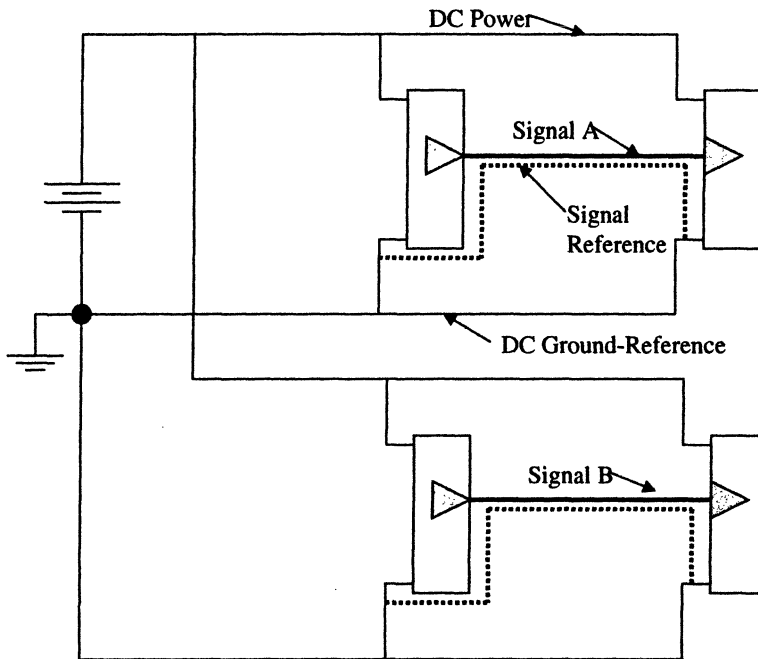 DC Power
Signal A
Signal
Reference
DC Ground-Reference
Signal B